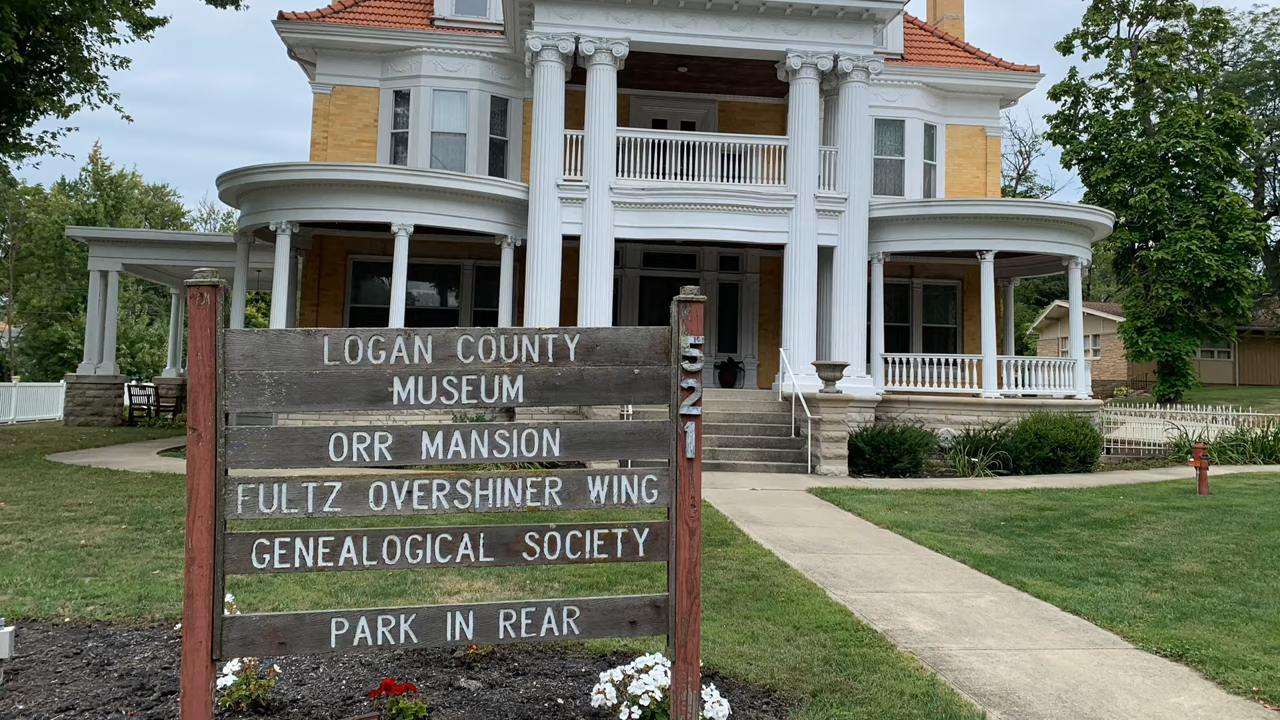 LOGAN COUNTY
MUSEUM
ORR MANSION
FULTZ OVERSHINER WING
GENEALOGICAL SOCIETY
PARK IN REAR
521